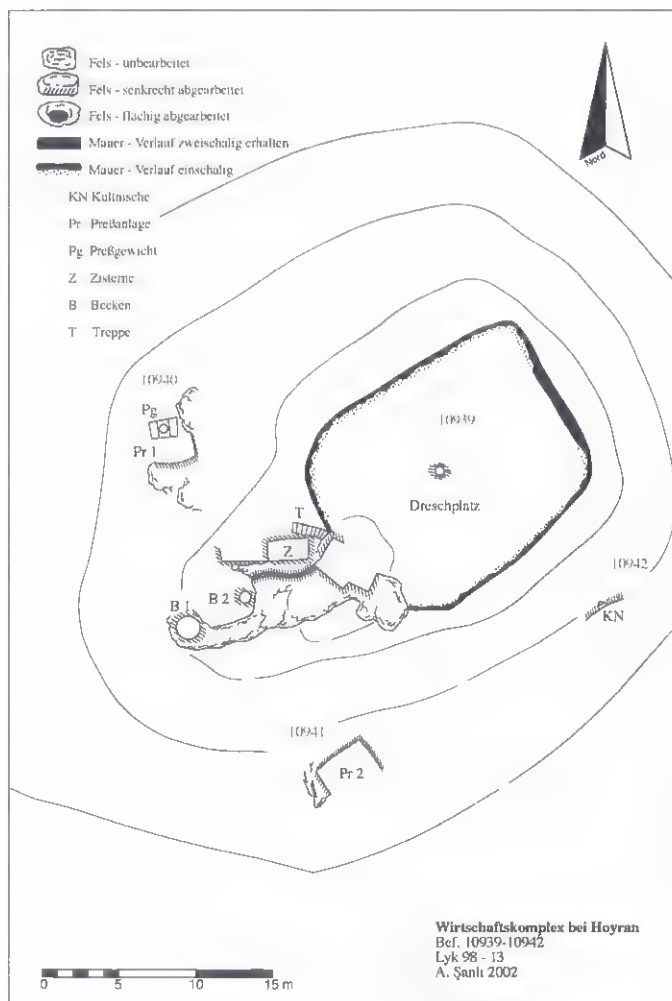 Fels - unbearbeitet
Fels - senkrecht abgearbeitet
Fels - flächig abgearbeitet
Mauer - Verlauf zweischalig erhalten
Mauer - Verlauf einschalig
KN Kultnische
Pr Preßanlage
Pg Preßgewicht
Z Zisterne
B Becken
T Treppe
Nord
10940
Pg
Pr 1
10939
Dreschplatz
T
Z
10942
B 2
B 1
KN
10941
Pr 2
Wirtschaftskomplex bei Hoyran
Bef. 10939-10942
Lyk 98 - 13
A. Şanlı 2002
0 5 10 15 m